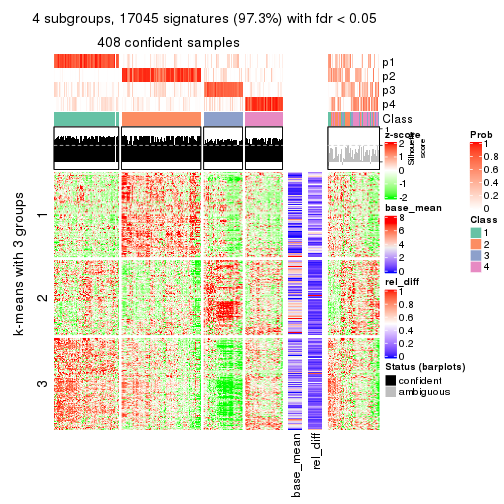 4 subgroups, 17045 signatures (97.3%) with fdr < 0.05
408 confident samples
p1
p2
p3
p4
Class
1
Silhouette
score
k-means with 3 groups
1
2
3
base_mean
rel_diff
z-score
2
1
0
-1
-2
base_mean
8
6
4
2
0
rel_diff
1
0.8
0.6
0.4
0.2
0
Status (barplots)
confident
ambiguous
Prob
1
0.8
0.6
0.4
0.2
0
Class
1
2
3
4